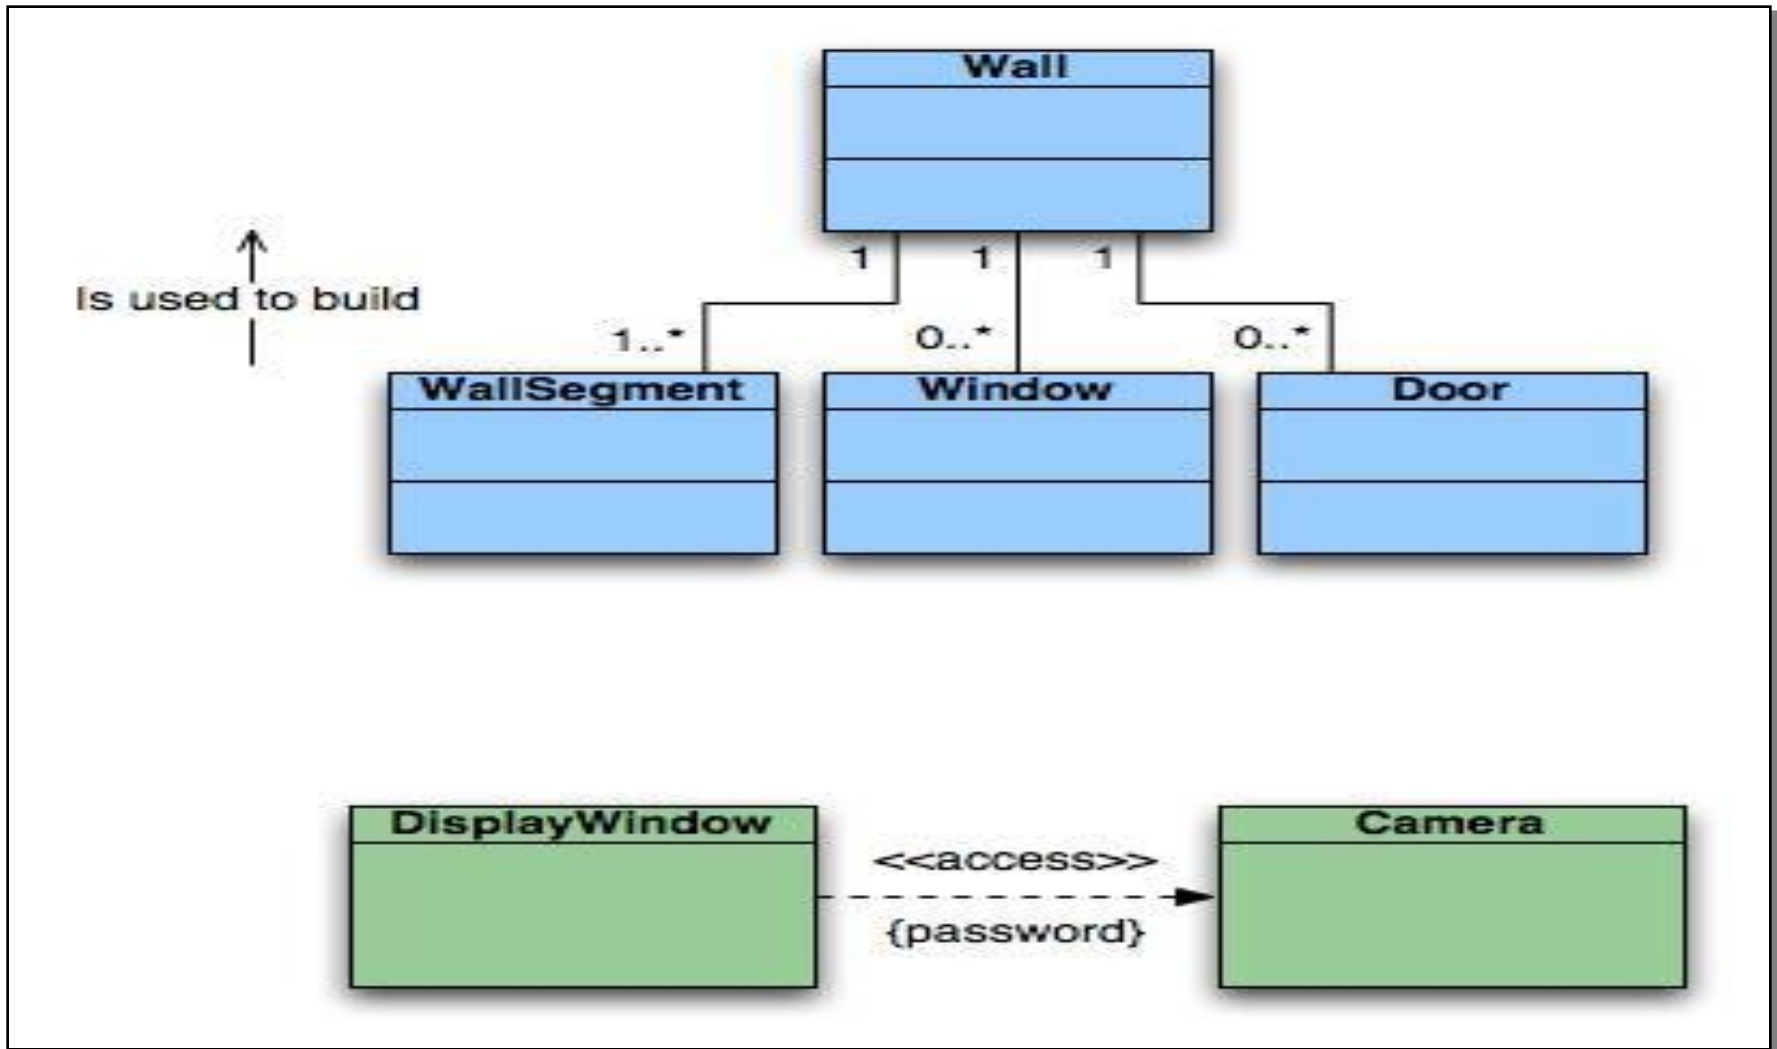 Wall
1
1
1
Is used to build
1..*
0..*
0..*
WallSegment
Window
Door
DisplayWindow
<<access>>
{password}
Camera